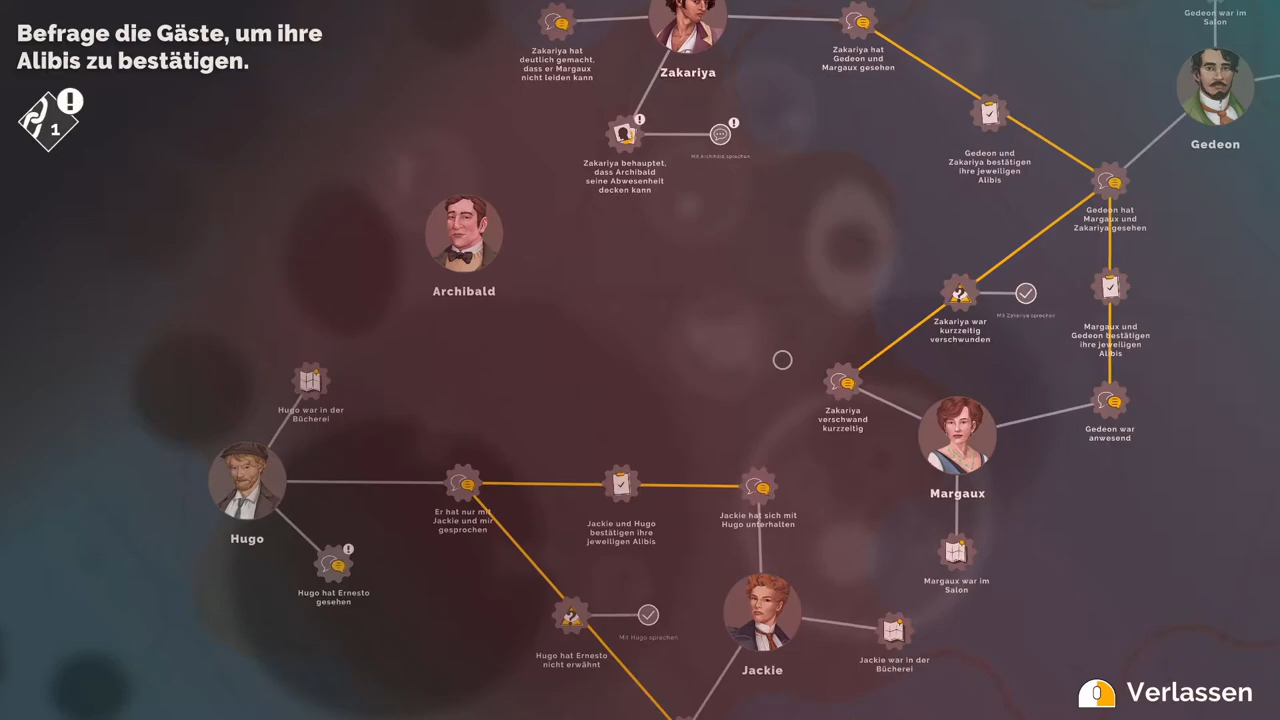 Befrage die Gäste, um ihre
Alibis zu bestätigen.
1
Zakariya hat
deutlich gemacht,
dass er Margaux
nicht leiden kann
Zakariya
Zakariya hat
Gedeon und
Margaux gesehen
Gedeon war im
Salon
Gedeon
Zakariya behauptet,
dass Archibald
seine Abwesenheit
decken kann
Mit Archibald sprechen
Gedeon und
Zakariya bestätigen
ihre jeweiligen
Alibis
Gedeon hat
Margaux und
Zakariya gesehen
Archibald
Zakariya war
kurzzeitig
verschwunden
Mit Zakariya sprechen
Margaux und
Gedeon bestätigen
ihre jeweiligen
Alibis
Hugo war in der
Bücherei
Zakariya
verschwand
kurzzeitig
Gedeon war
anwesend
Margaux
Hugo
Er hat nur mit
Jackie und mir
gesprochen
Jackie und Hugo
bestätigen ihre
jeweiligen Alibis
Jackie hat sich mit
Hugo unterhalten
Margaux war im
Salon
Hugo hat Ernesto
gesehen
Hugo hat Ernesto
nicht erwähnt
Mit Hugo sprechen
Jackie
Jackie war in der
Bücherei
Verlassen